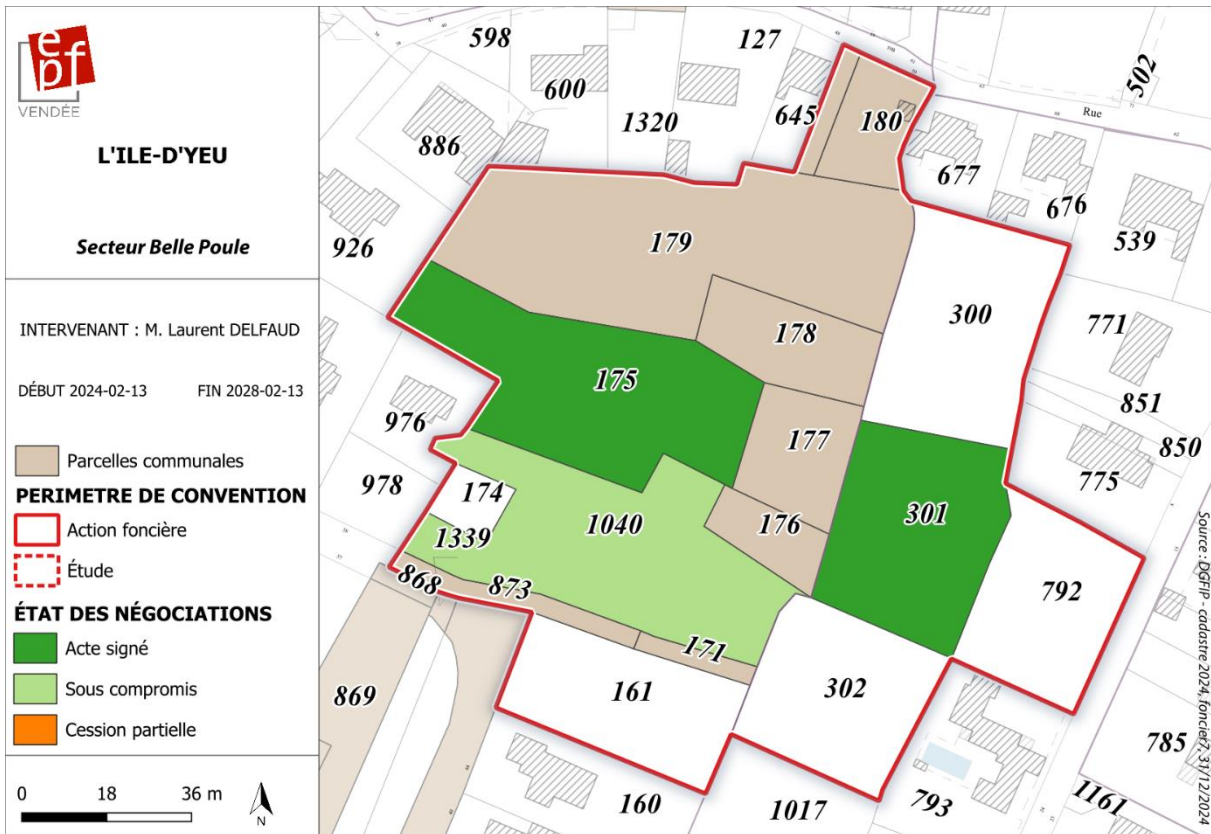 epf
VENDÉE
L'ILE-D'YEU
Secteur Belle Poule
INTERVENANT : M. Laurent DELFAUD
DÉBUT 2024-02-13 FIN 2028-02-13
Parcelles communales
PERIMETRE DE CONVENTION
Action foncière
Étude
ÉTAT DES NÉGOCIATIONS
Acte signé
Sous compromis
Cession partielle
0 18 36 m
N
598
127
502
600
645
180
Rue
1320
886
677
676
926
179
539
300
178
771
175
851
976
177
850
775
978
174
1040
176
301
1339
868
873
792
171
869
161
302
785
160
1017
793
1161
Source : DGFIP - cadastre 2024, foncier7, 31/12/2024